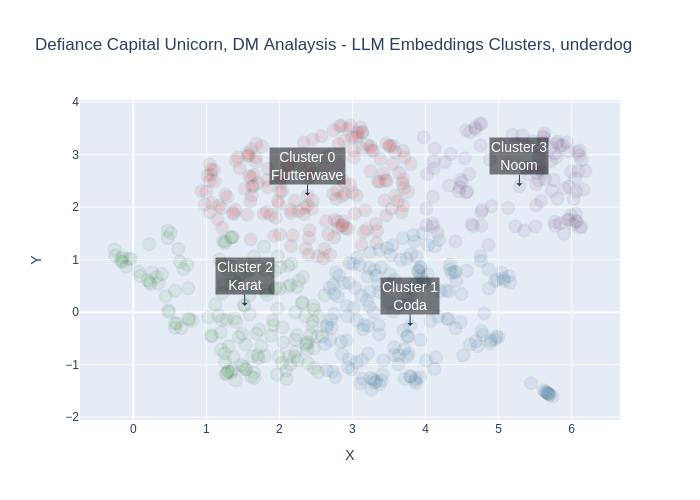 Defiance Capital Unicorn, DM Analaysis - LLM Embeddings Clusters, underdog
4
3
2
1
0
−1
−2
Y
Cluster 0
Flutterwave
Cluster 3
Noom
Cluster 2
Karat
Cluster 1
Coda
0
1
2
3
4
5
6
X